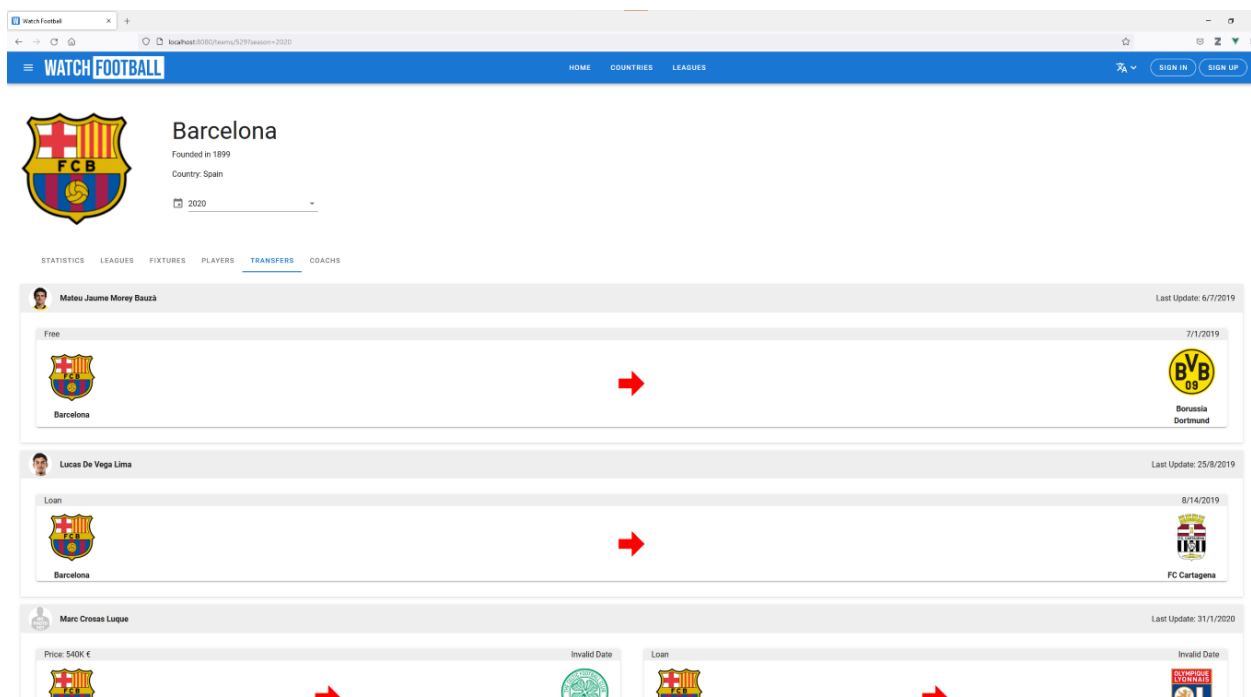 Watch Football
localhost:8080/teams/529?season=2020
WATCH FOOTBALL
HOME COUNTRIES LEAGUES
SIGN IN SIGN UP
Barcelona
Founded in 1899
Country: Spain
2020
FCB
STATISTICS LEAGUES FIXTURES PLAYERS TRANSFERS COACHS
Mateu Jaume Morey Bauzà Last Update: 6/7/2019
Free 7/1/2019
FCB
BVB
09
Barcelona
Borussia
Dortmund
Lucas De Vega Lima Last Update: 25/8/2019
Loan 8/14/2019
FCB
Barcelona FC Cartagena
Marc Crosas Luque Last Update: 31/1/2020
Price: 540K € Invalid Date Loan Invalid Date
FCB
FCB
OLYMPIQUE
LYONNAIS